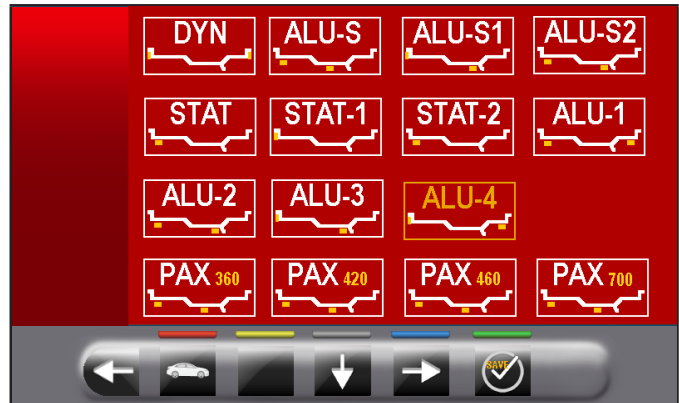 DYN ALU-S ALU-S1 ALU-S2
STAT STAT-1 STAT-2 ALU-1
ALU-2 ALU-3 ALU-4
PAX 360 PAX 420 PAX 460 PAX 700
SAVE